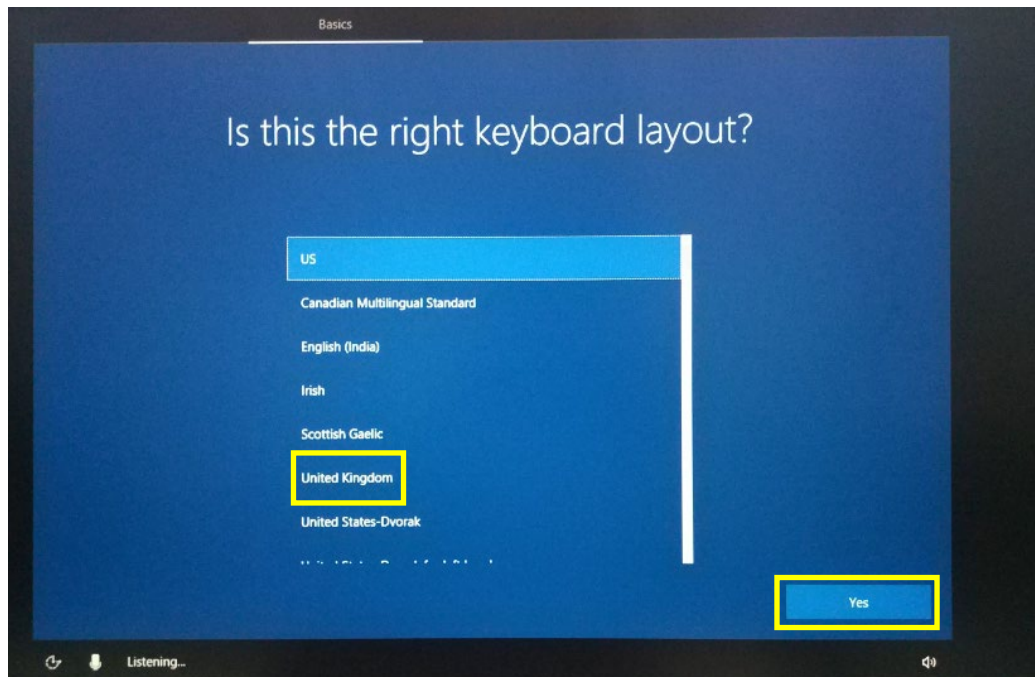 Basics
Is this the right keyboard layout?
US
Canadian Multilingual Standard
English (India)
Irish
Scottish Gaelic
United Kingdom
United States-Dvorak
Yes
Listening...